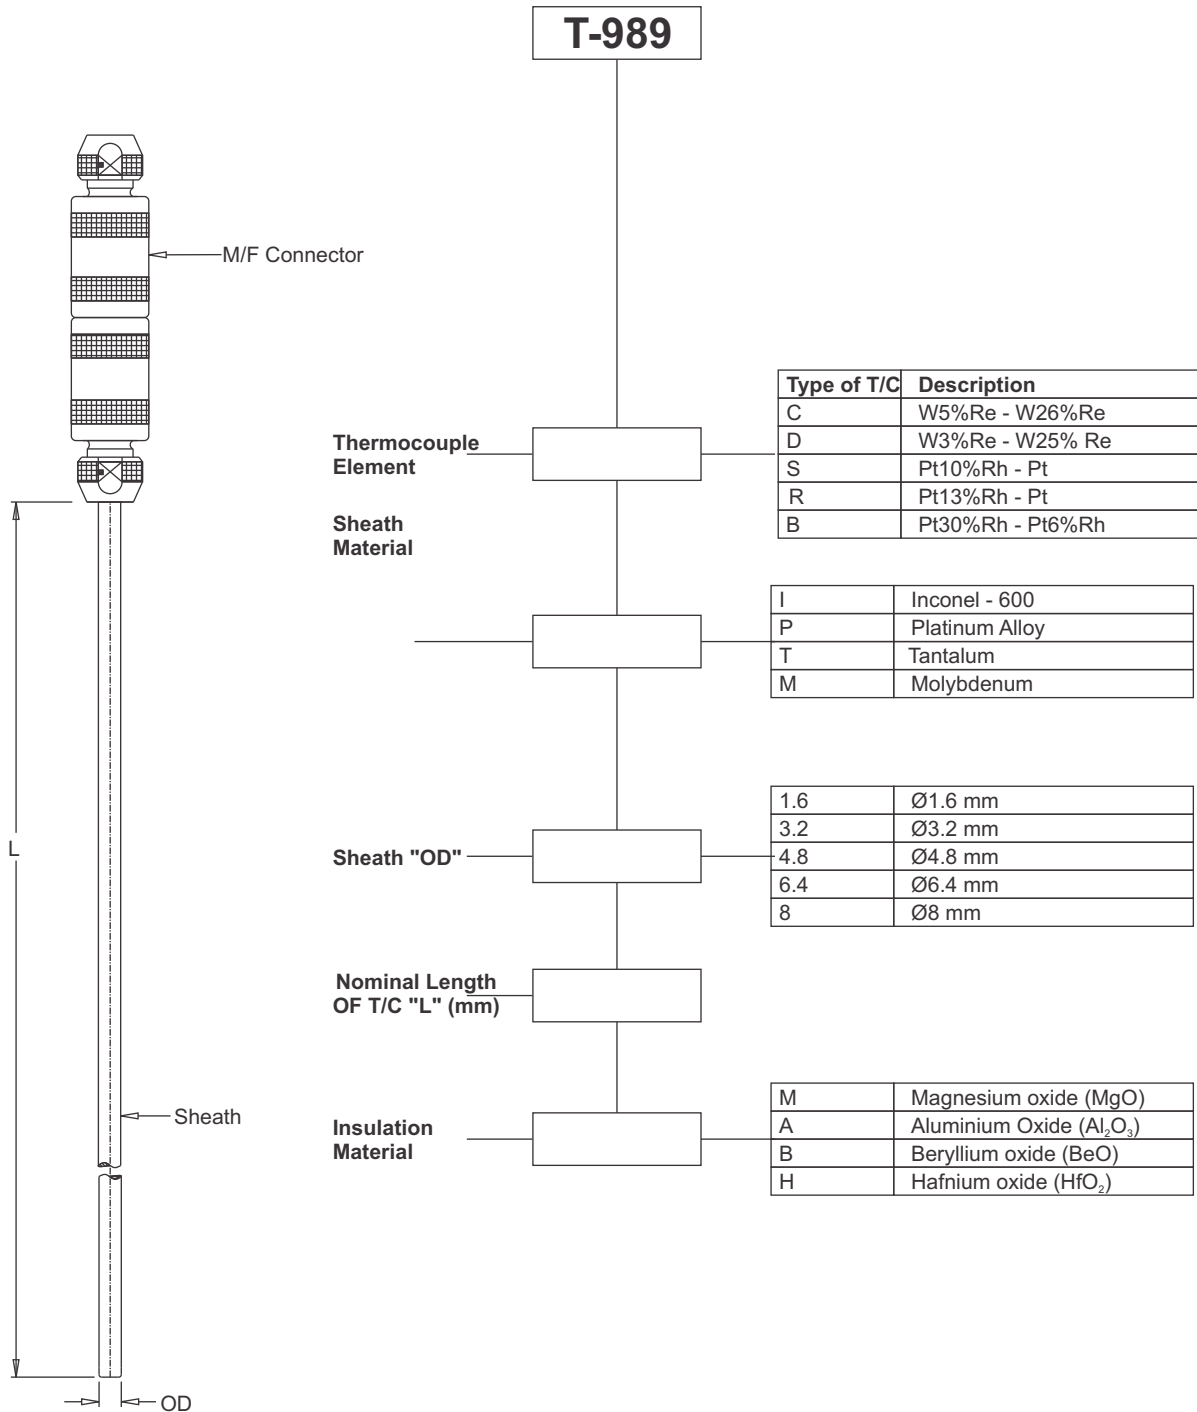 T-989
M/F Connector
Type of T/C Description
C W5%Re - W26%Re
D W3%Re - W25% Re
S Pt10%Rh - Pt
R Pt13%Rh - Pt
B Pt30%Rh - Pt6%Rh
Thermocouple
Element
Sheath
Material
I Inconel - 600
P Platinum Alloy
T Tantalum
M Molybdenum
L
Sheath "OD"
1.6 Ø1.6 mm
3.2 Ø3.2 mm
4.8 Ø4.8 mm
6.4 Ø6.4 mm
8 Ø8 mm
Nominal Length
OF T/C "L" (mm)
Sheath
Insulation
Material
M Magnesium oxide (MgO)
A Aluminium Oxide (Al₂O₃)
B Beryllium oxide (BeO)
H Hafnium oxide (HfO₂)
OD